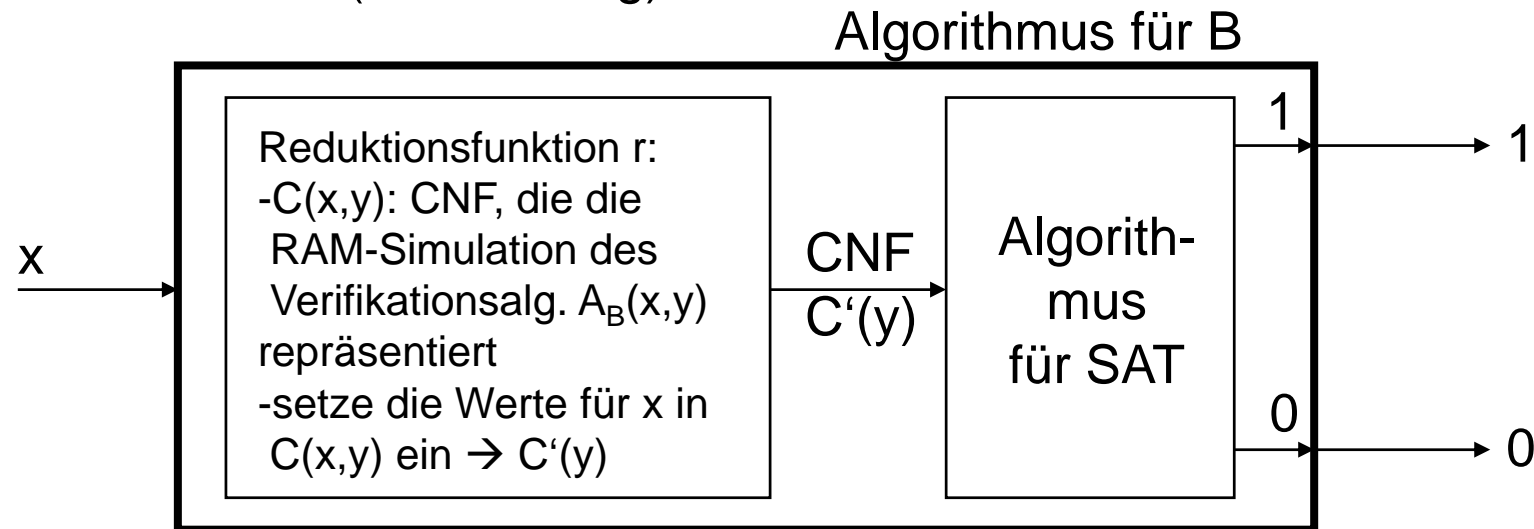 Algorithmus für B
Reduktionsfunktion r:
-C(x,y): CNF, die die
RAM-Simulation des
Verifikationsalg. A_B(x,y)
repräsentiert
-setze die Werte für x in
C(x,y) ein → C‘(y)
x
CNF
C‘(y)
Algorith-
mus
für SAT
1
1
0
0